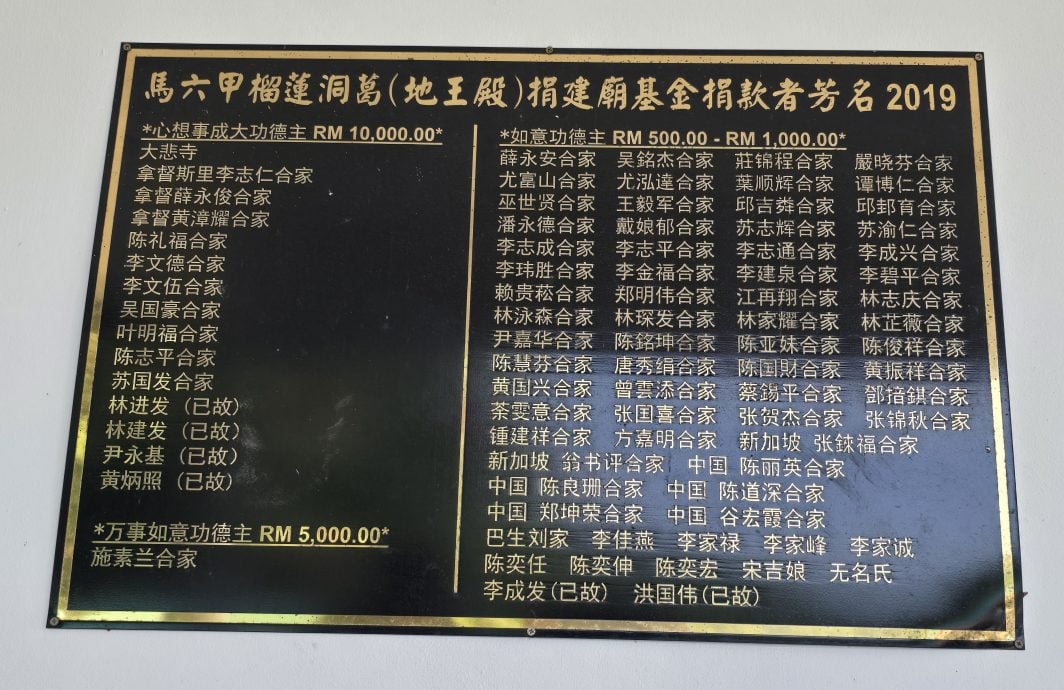 馬六甲榴蓮洞葛(地王殿)捐建廟基金捐款者芳名 2019
*心想事成大功德主 RM 10,000.00*
大悲寺
拿督斯里李志仁合家
拿督薛永俊合家
拿督黄漳耀合家
陈礼福合家
李文德合家
李文伍合家
吴国豪合家
叶明福合家
陈志平合家
苏国发合家
林进发 (已故)
林建发 (已故)
尹永基 (已故)
黄炳照 (已故)
*万事如意功德主 RM 5,000.00*
施素兰合家
*如意功德主 RM 500.00 - RM 1,000.00*
薛永安合家 吴銘杰合家 莊锦程合家 嚴晓芬合家
尤富山合家 尤泓達合家 葉顺辉合家 谭博仁合家
巫世贤合家 王毅军合家 邱吉粦合家 邱邽育合家
潘永德合家 戴娘郁合家 苏志辉合家 苏渝仁合家
李志成合家 李志平合家 李志通合家 李成兴合家
李玮胜合家 李金福合家 李建泉合家 李碧平合家
赖贵菘合家 郑明伟合家 江再翔合家 林志庆合家
林泳森合家 林琛发合家 林家耀合家 林芷薇合家
尹嘉华合家 陈銘坤合家 陈亚妹合家 陈俊祥合家
陈慧芬合家 唐秀绢合家 陈国財合家 黄振祥合家
黄国兴合家 曾雲添合家 蔡錫平合家 鄧掊錤合家
荼雯意合家 张国喜合家 张贺杰合家 张锦秋合家
锺建祥合家 方嘉明合家 新加坡 张錸福合家
新加坡 翁书评合家 中国 陈丽英合家
中国 陈良珊合家 中国 陈道深合家
中国 郑坤荣合家 中国 谷宏霞合家
巴生刘家 李佳燕 李家禄 李家峰 李家诚
陈奕任 陈奕伸 陈奕宏 宋吉娘 无名氏
李成发(已故) 洪国伟(已故)